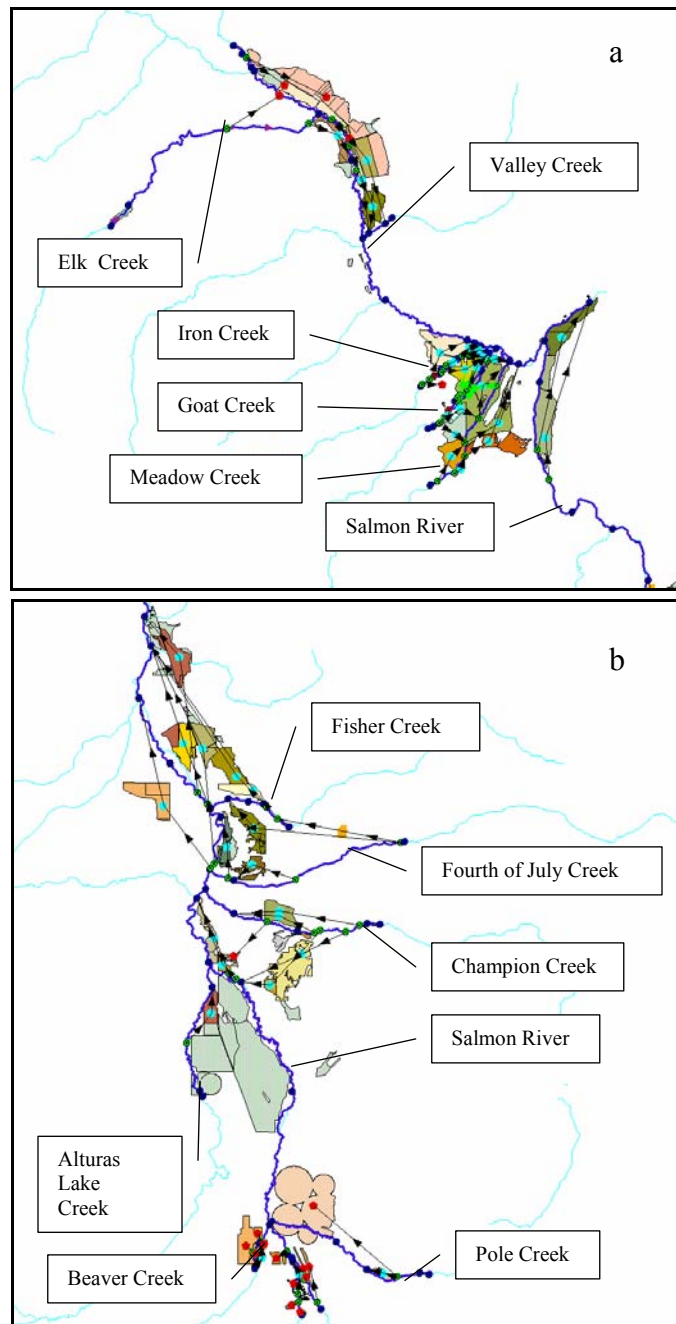 a
Valley Creek
Elk Creek
Iron Creek
Goat Creek
Meadow Creek
Salmon River
b
Fisher Creek
Fourth of July Creek
Champion Creek
Salmon River
Alturas
Lake
Creek
Beaver Creek
Pole Creek